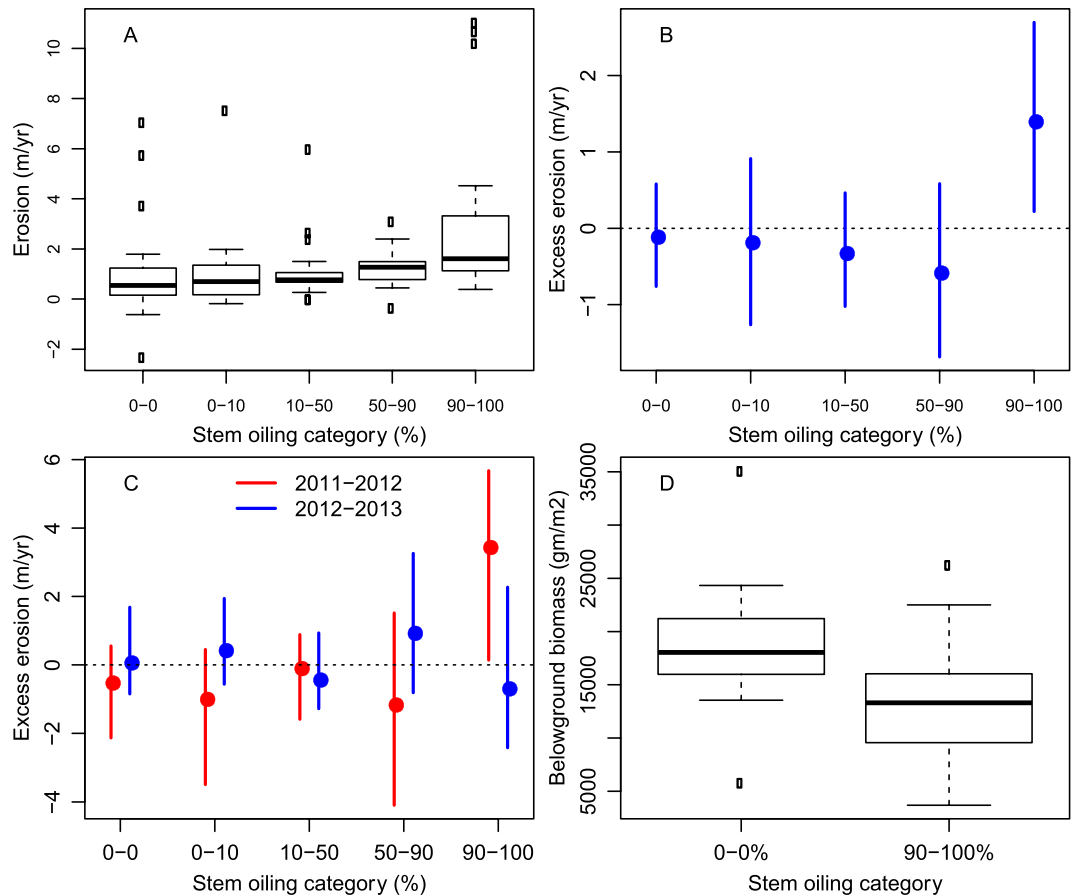 A
Erosion (m/yr)
10
8
6
4
2
0
−2
0−0 0−10 10−50 50−90 90−100
Stem oiling category (%)
B
Excess erosion (m/yr)
2
1
0
−1
0−0 0−10 10−50 50−90 90−100
Stem oiling category (%)
C
2011−2012
2012−2013
Excess erosion (m/yr)
6
4
2
0
−2
−4
0−0 0−10 10−50 50−90 90−100
Stem oiling category (%)
D
Belowground biomass (gm/m2)
35000
25000
15000
5000
0−0% 90−100%
Stem oiling category